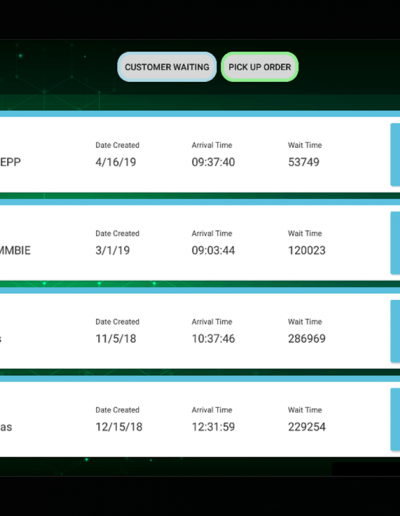 CUSTOMER WAITING PICK UP ORDER
Date Created Arrival Time Wait Time
EPP 4/16/19 09:37:40 53749
Date Created Arrival Time Wait Time
MMBIE 3/1/19 09:03:44 120023
Date Created Arrival Time Wait Time
s 11/5/18 10:37:46 286969
Date Created Arrival Time Wait Time
as 12/15/18 12:31:59 229254